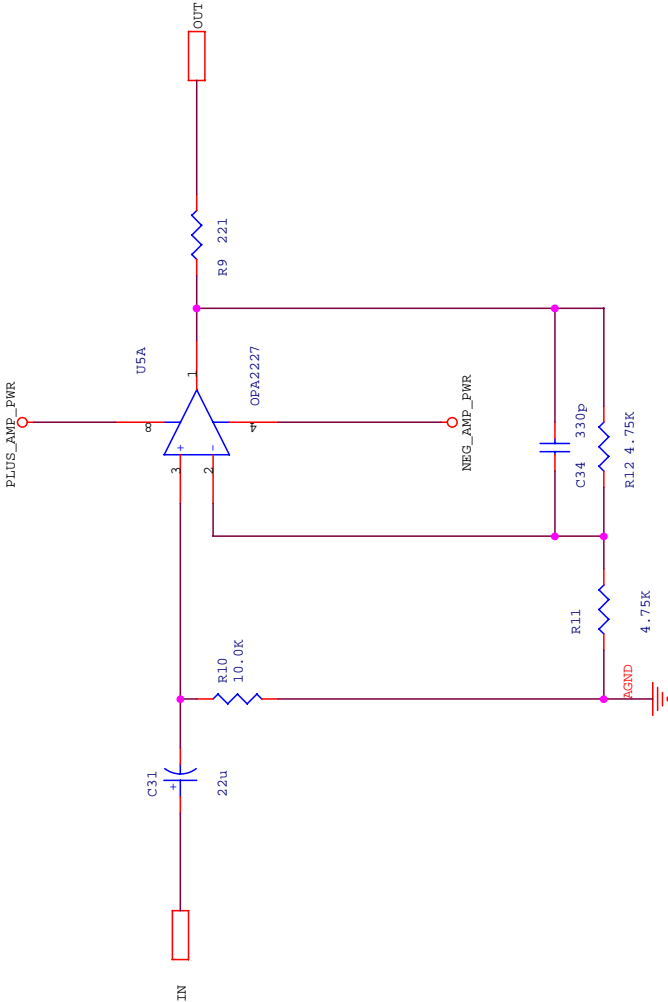 OUT
R9 221
U5A
1
OPA2227
PLUS_AMP_PWR
8
4
NEG_AMP_PWR
+
-
3
2
C34 330p
R12 4.75K
R11
4.75K
R10
10.0K
AGND
C31
+
22u
IN